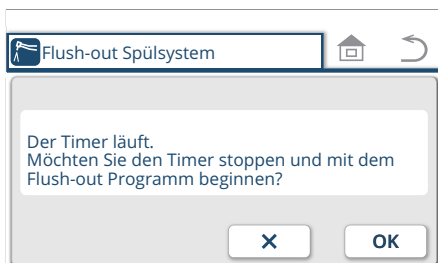 Flush-out Spülsystem
Der Timer läuft.
Möchten Sie den Timer stoppen und mit dem
Flush-out Programm beginnen?
OK